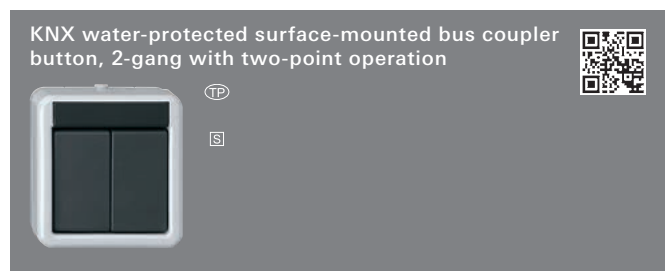 KNX water-protected surface-mounted bus coupler
button, 2-gang with two-point operation
TP
S